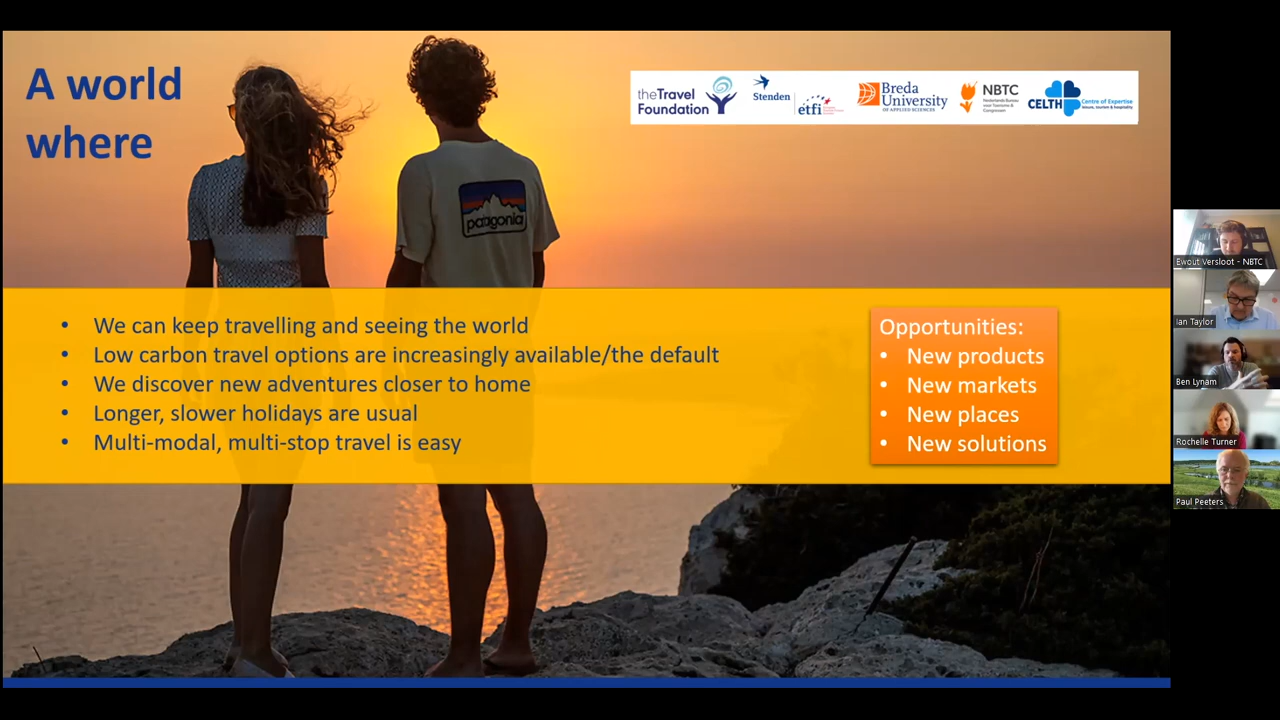 A world
where
theTravel
Foundation
Stenden
etfi
Breda
University
OF APPLIED SCIENCES
NBTC
CELTH
Centre of Expertise
leisure, tourism & hospitality
patagonia
• We can keep travelling and seeing the world
• Low carbon travel options are increasingly available/the default
• We discover new adventures closer to home
• Longer, slower holidays are usual
• Multi-modal, multi-stop travel is easy
Opportunities:
• New products
• New markets
• New places
• New solutions
Ewout Versloot - NBTC
Ian Taylor
Ben Lynam
Rochelle Turner
Paul Peeters